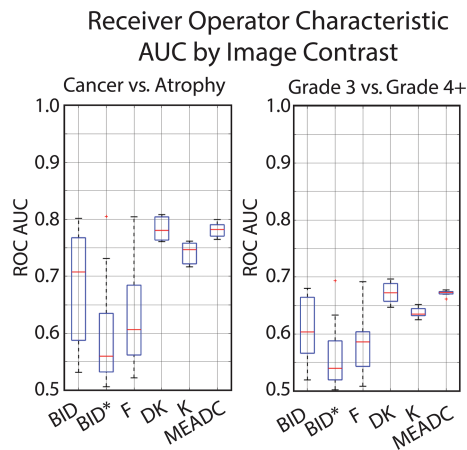 Receiver Operator Characteristic
AUC by Image Contrast
Cancer vs. Atrophy
1.0
0.9
0.8
0.7
0.6
0.5
ROC AUC
BID
BID*
F
DK
K
MEADC
Grade 3 vs. Grade 4+
1.0
0.9
0.8
0.7
0.6
0.5
ROC AUC
BID
BID*
F
DK
K
MEADC